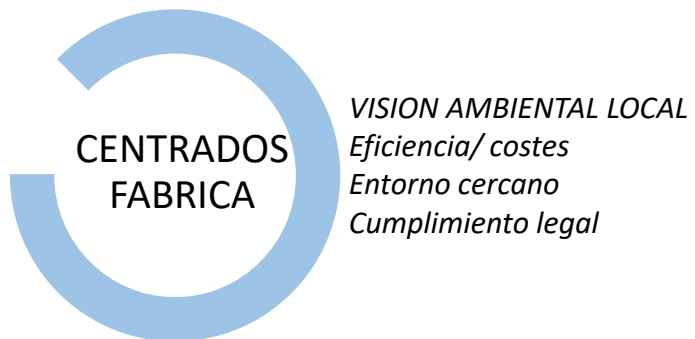 CENTRADOS
FABRICA
VISION AMBIENTAL LOCAL
Eficiencia/ costes
Entorno cercano
Cumplimiento legal